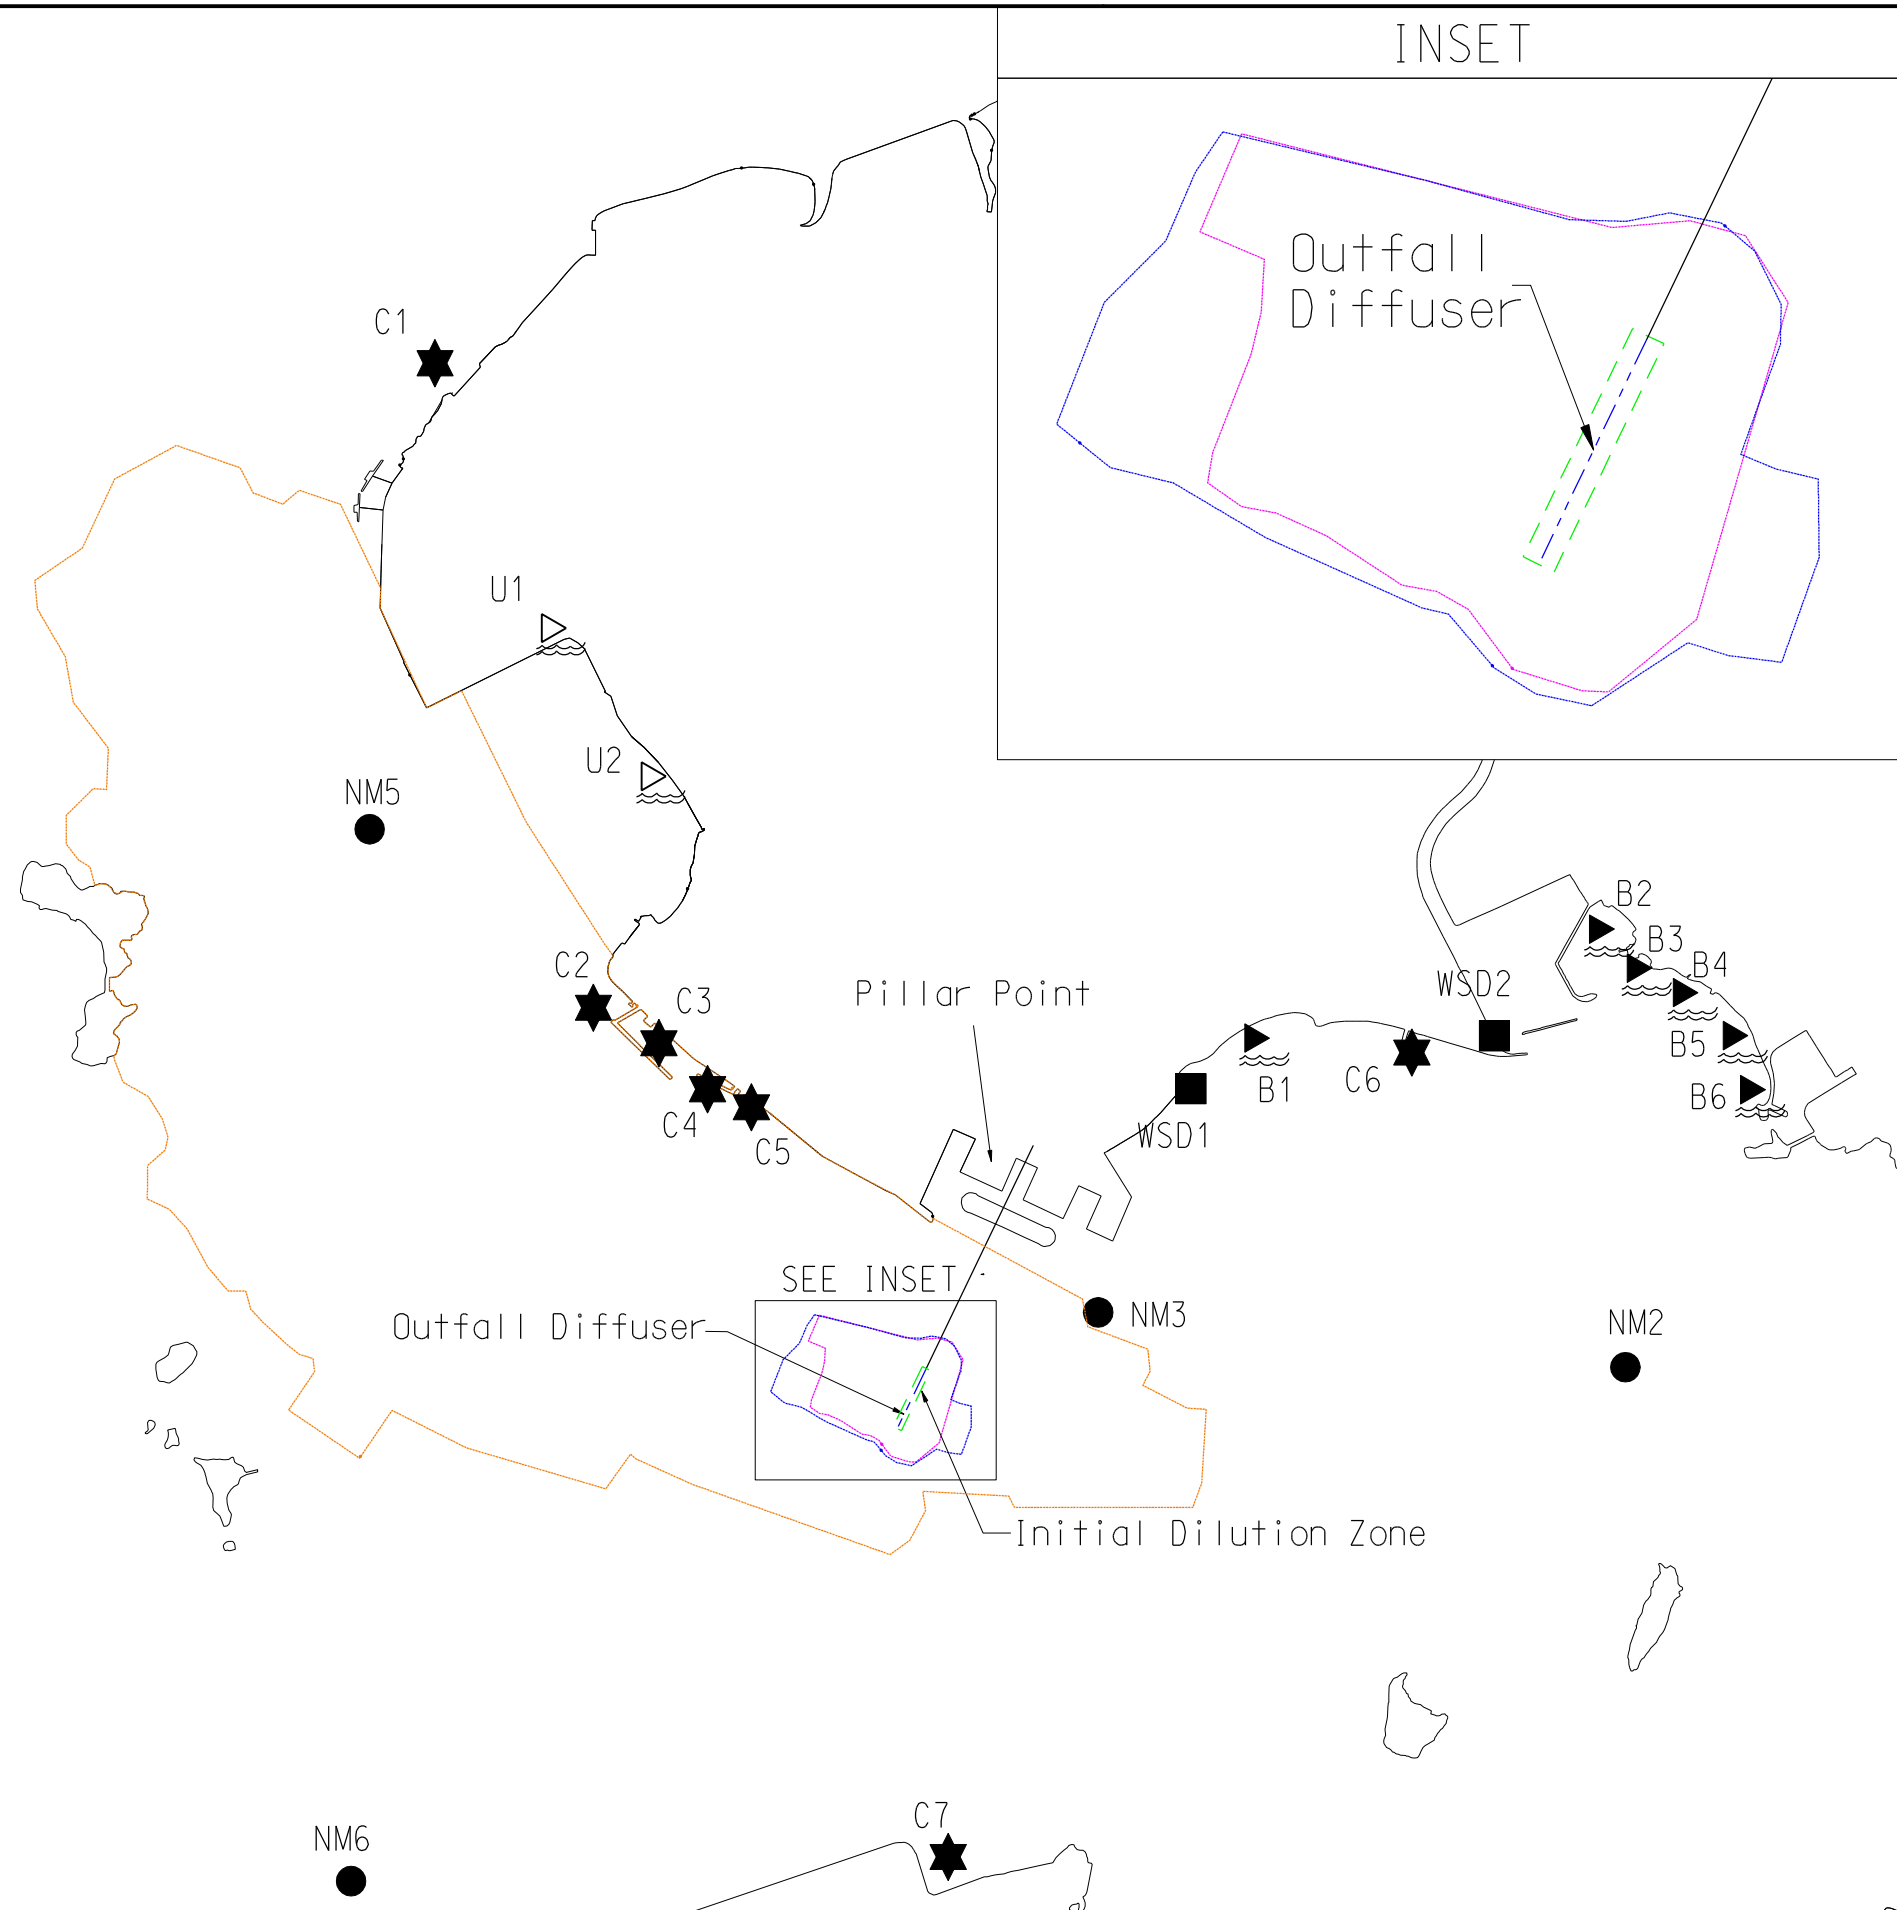 INSET
Outfall
Diffuser
C1
U1
U2
NM5
B2
B3
B4
C2
C3
Pillar Point
WSD2
B5
C6
B1
B6
C4
WSD1
C5
SEE INSET
NM3
Outfall Diffuser
NM2
Initial Dilution Zone
C7
NM6